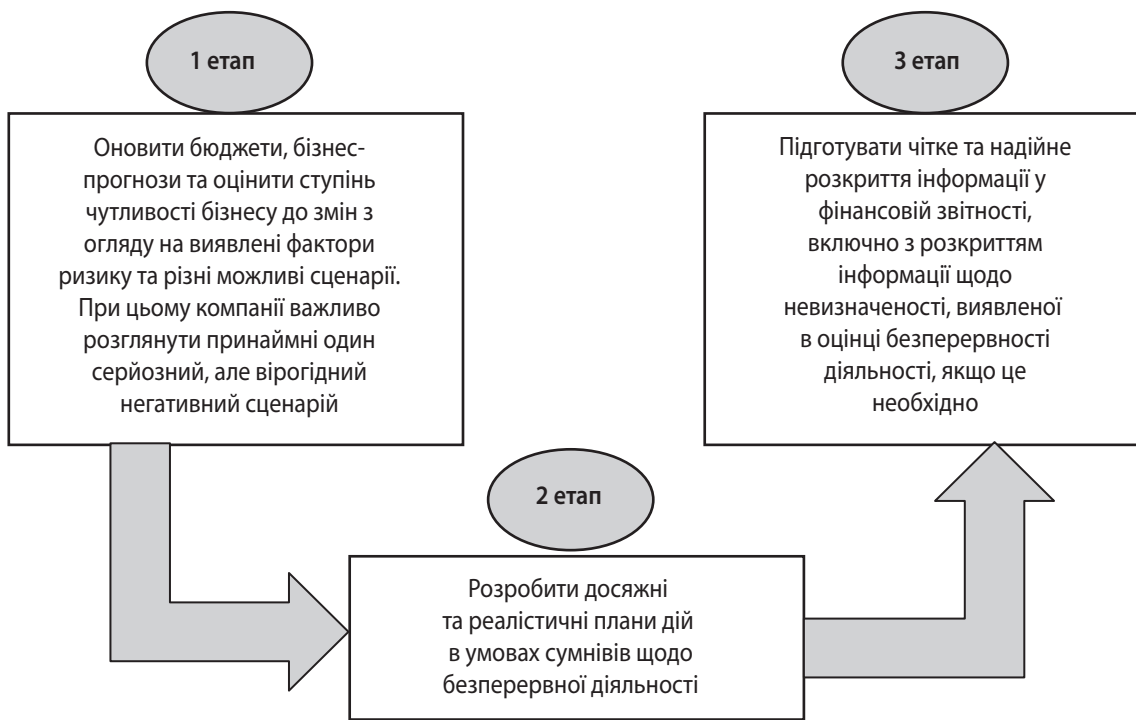 1 етап
Оновити бюджети, бізнес-
прогнози та оцінити ступінь
чутливості бізнесу до змін з
огляду на виявлені фактори
ризику та різні можливі сценарії.
При цьому компанії важливо
розглянути принаймні один
серйозний, але вірогідний
негативний сценарій
2 етап
Розробити досяжні
та реалістичні плани дій
в умовах сумнівів щодо
безперервної діяльності
3 етап
Підготувати чітке та надійне
розкриття інформації у
фінансовій звітності,
включно з розкриттям
інформації щодо
невизначеності, виявленої
в оцінці безперервності
діяльності, якщо це
необхідно